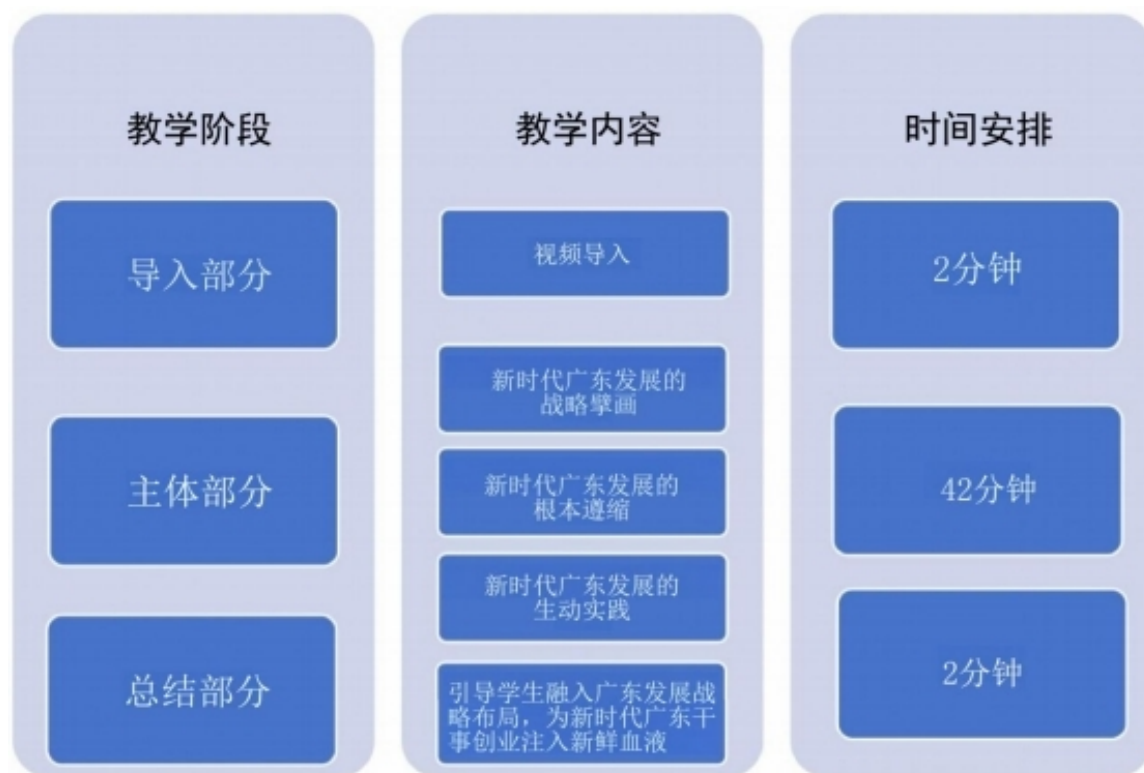 教学阶段
导入部分
主体部分
总结部分
教学内容
视频导入
新时代广东发展的
战略擘画
新时代广东发展的
根本遵缩
新时代广东发展的
生动实践
引导学生融入广东发展战
略布局，为新时代广东干
事创业注入新鲜血液
时间安排
2分钟
42分钟
2分钟